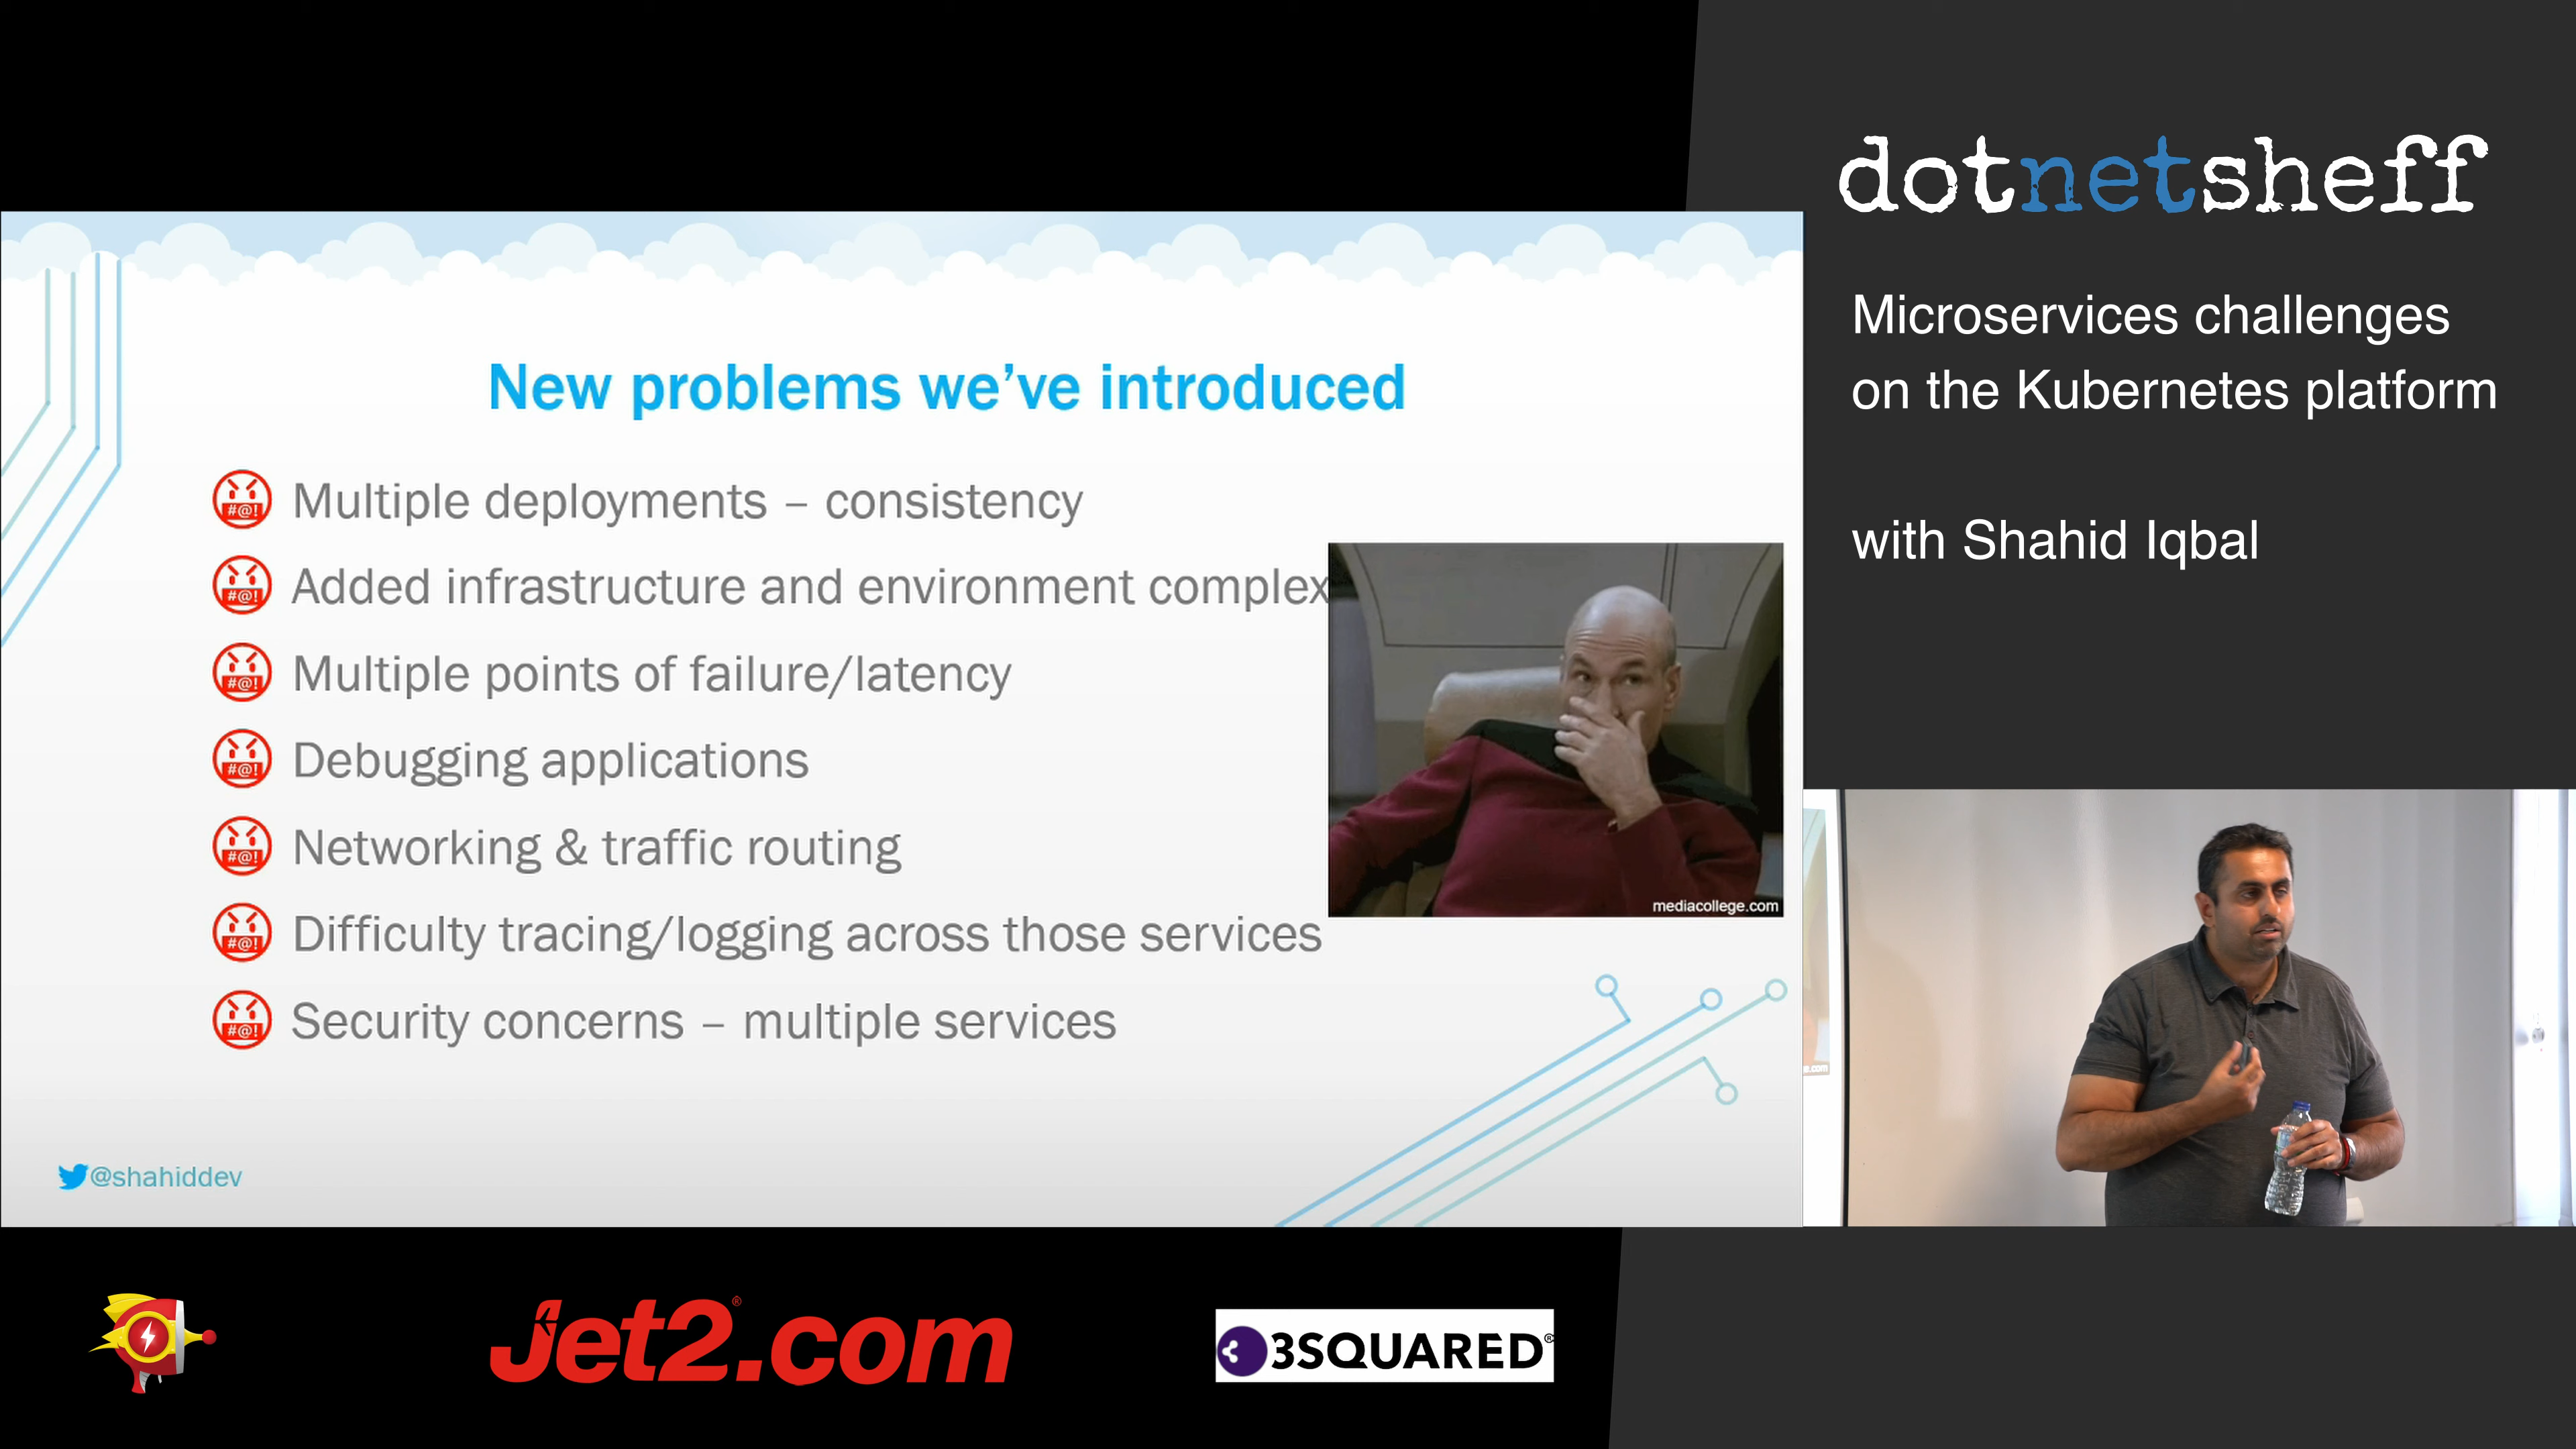 dotnetsheff
Microservices challenges
on the Kubernetes platform
with Shahid Iqbal
New problems we’ve introduced
#@! Multiple deployments – consistency
#@! Added infrastructure and environment complex
#@! Multiple points of failure/latency
#@! Debugging applications
#@! Networking & traffic routing
#@! Difficulty tracing/logging across those services
#@! Security concerns – multiple services
mediacollege.com
@shahiddev
Jet2.com®
3SQUARED®